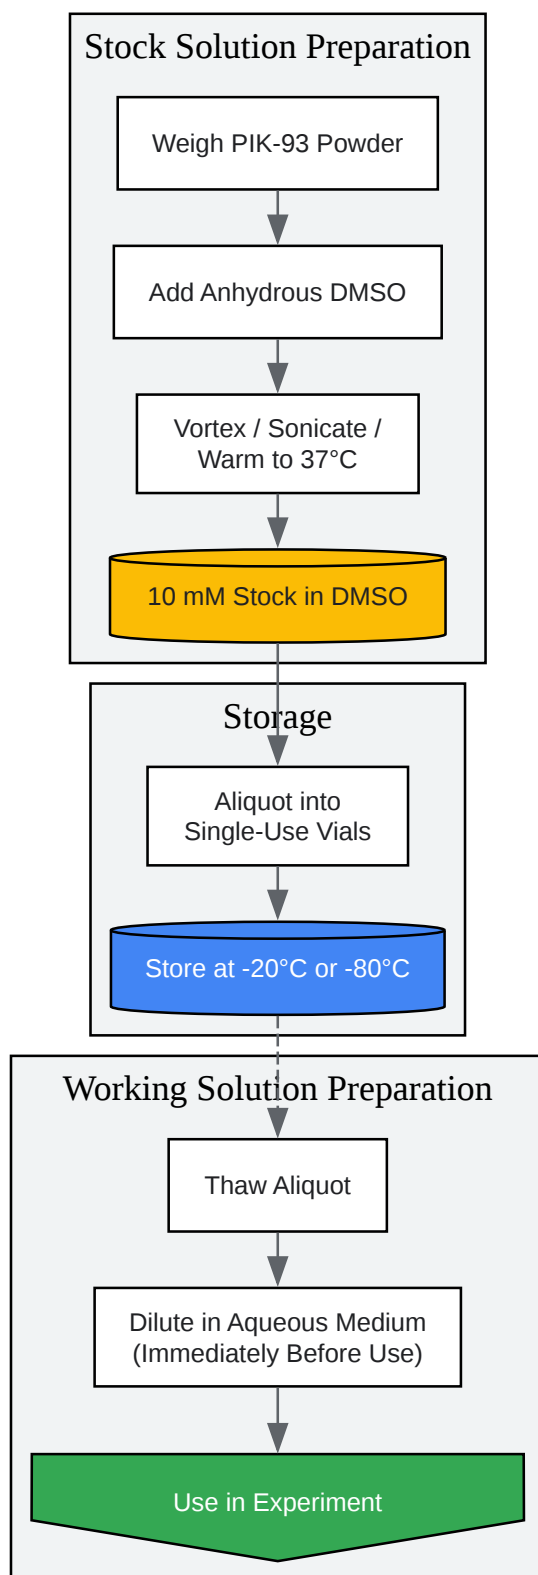 Stock Solution Preparation
Weigh PIK-93 Powder
Add Anhydrous DMSO
Vortex / Sonicate /
Warm to 37°C
10 mM Stock in DMSO
Storage
Aliquot into
Single-Use Vials
Store at -20°C or -80°C
Working Solution Preparation
Thaw Aliquot
Dilute in Aqueous Medium
(Immediately Before Use)
Use in Experiment